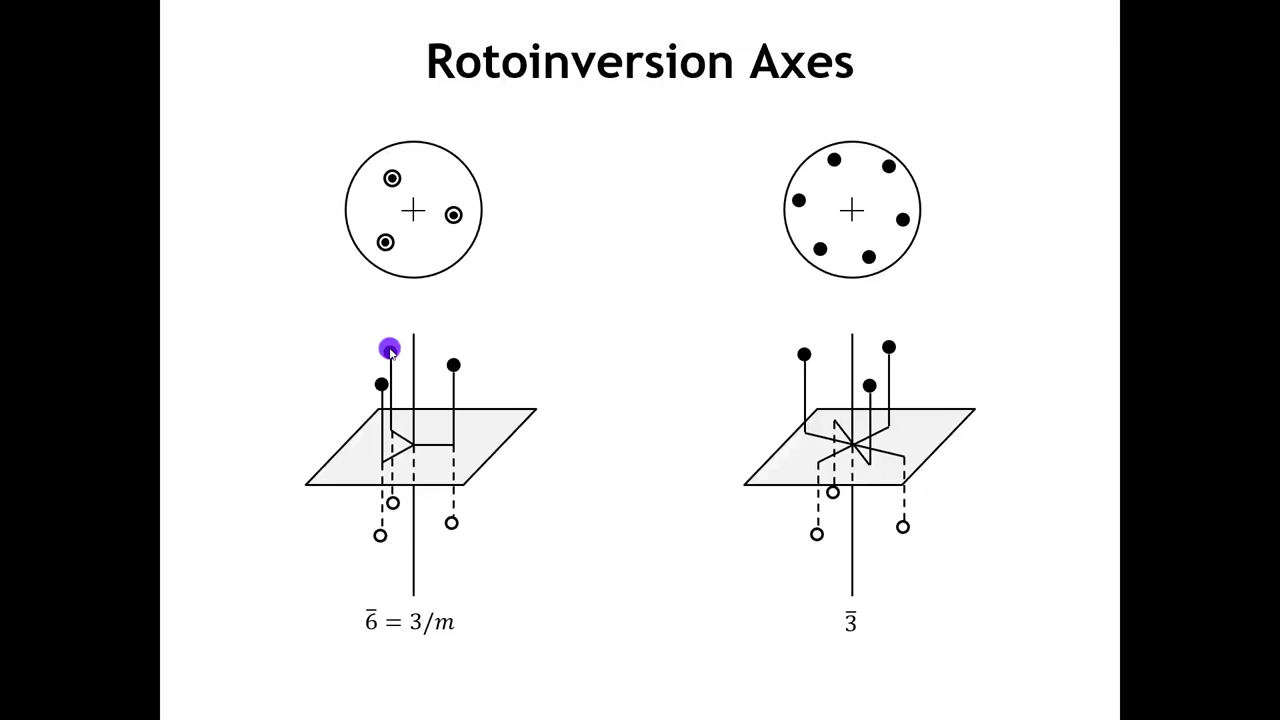 Rotoinversion Axes
6̅ = 3/m
3̅